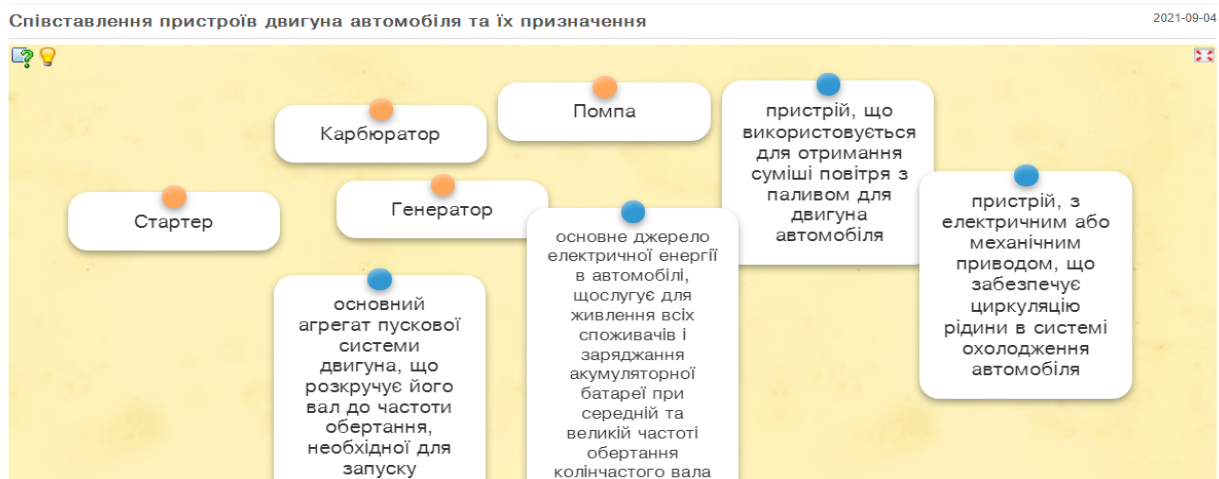 Співставлення пристроїв двигуна автомобіля та їх призначення
2021-09-04
Карбюратор
Помпа
Стартер
Генератор
пристрій, що
використовується
для отримання
суміші повітря з
паливом для
двигуна
автомобіля
пристрій, з
електричним або
механічним
приводом, що
забезпечує
циркуляцію
рідини в системі
охолодження
автомобіля
основне джерело
електричної енергії
в автомобілі,
щослугує для
живлення всіх
споживачів і
заряджання
акумуляторної
батареї при
середній та
великій частоті
обертання
колінчастого вала
основний
агрегат пускової
системи
двигуна, що
розкручує його
вал до частоти
обертання,
необхідної для
запуску